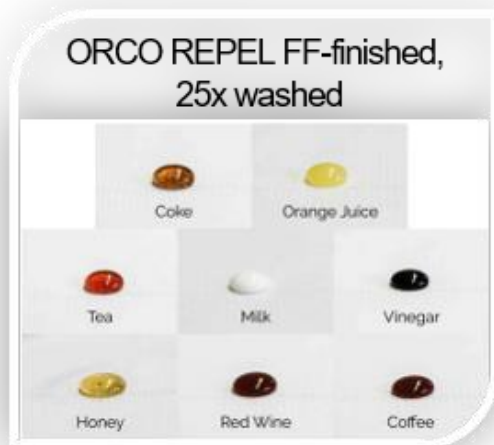 ORCO REPEL FF-finished,
25x washed
Coke
Orange Juice
Tea
Milk
Vinegar
Honey
Red Wine
Coffee